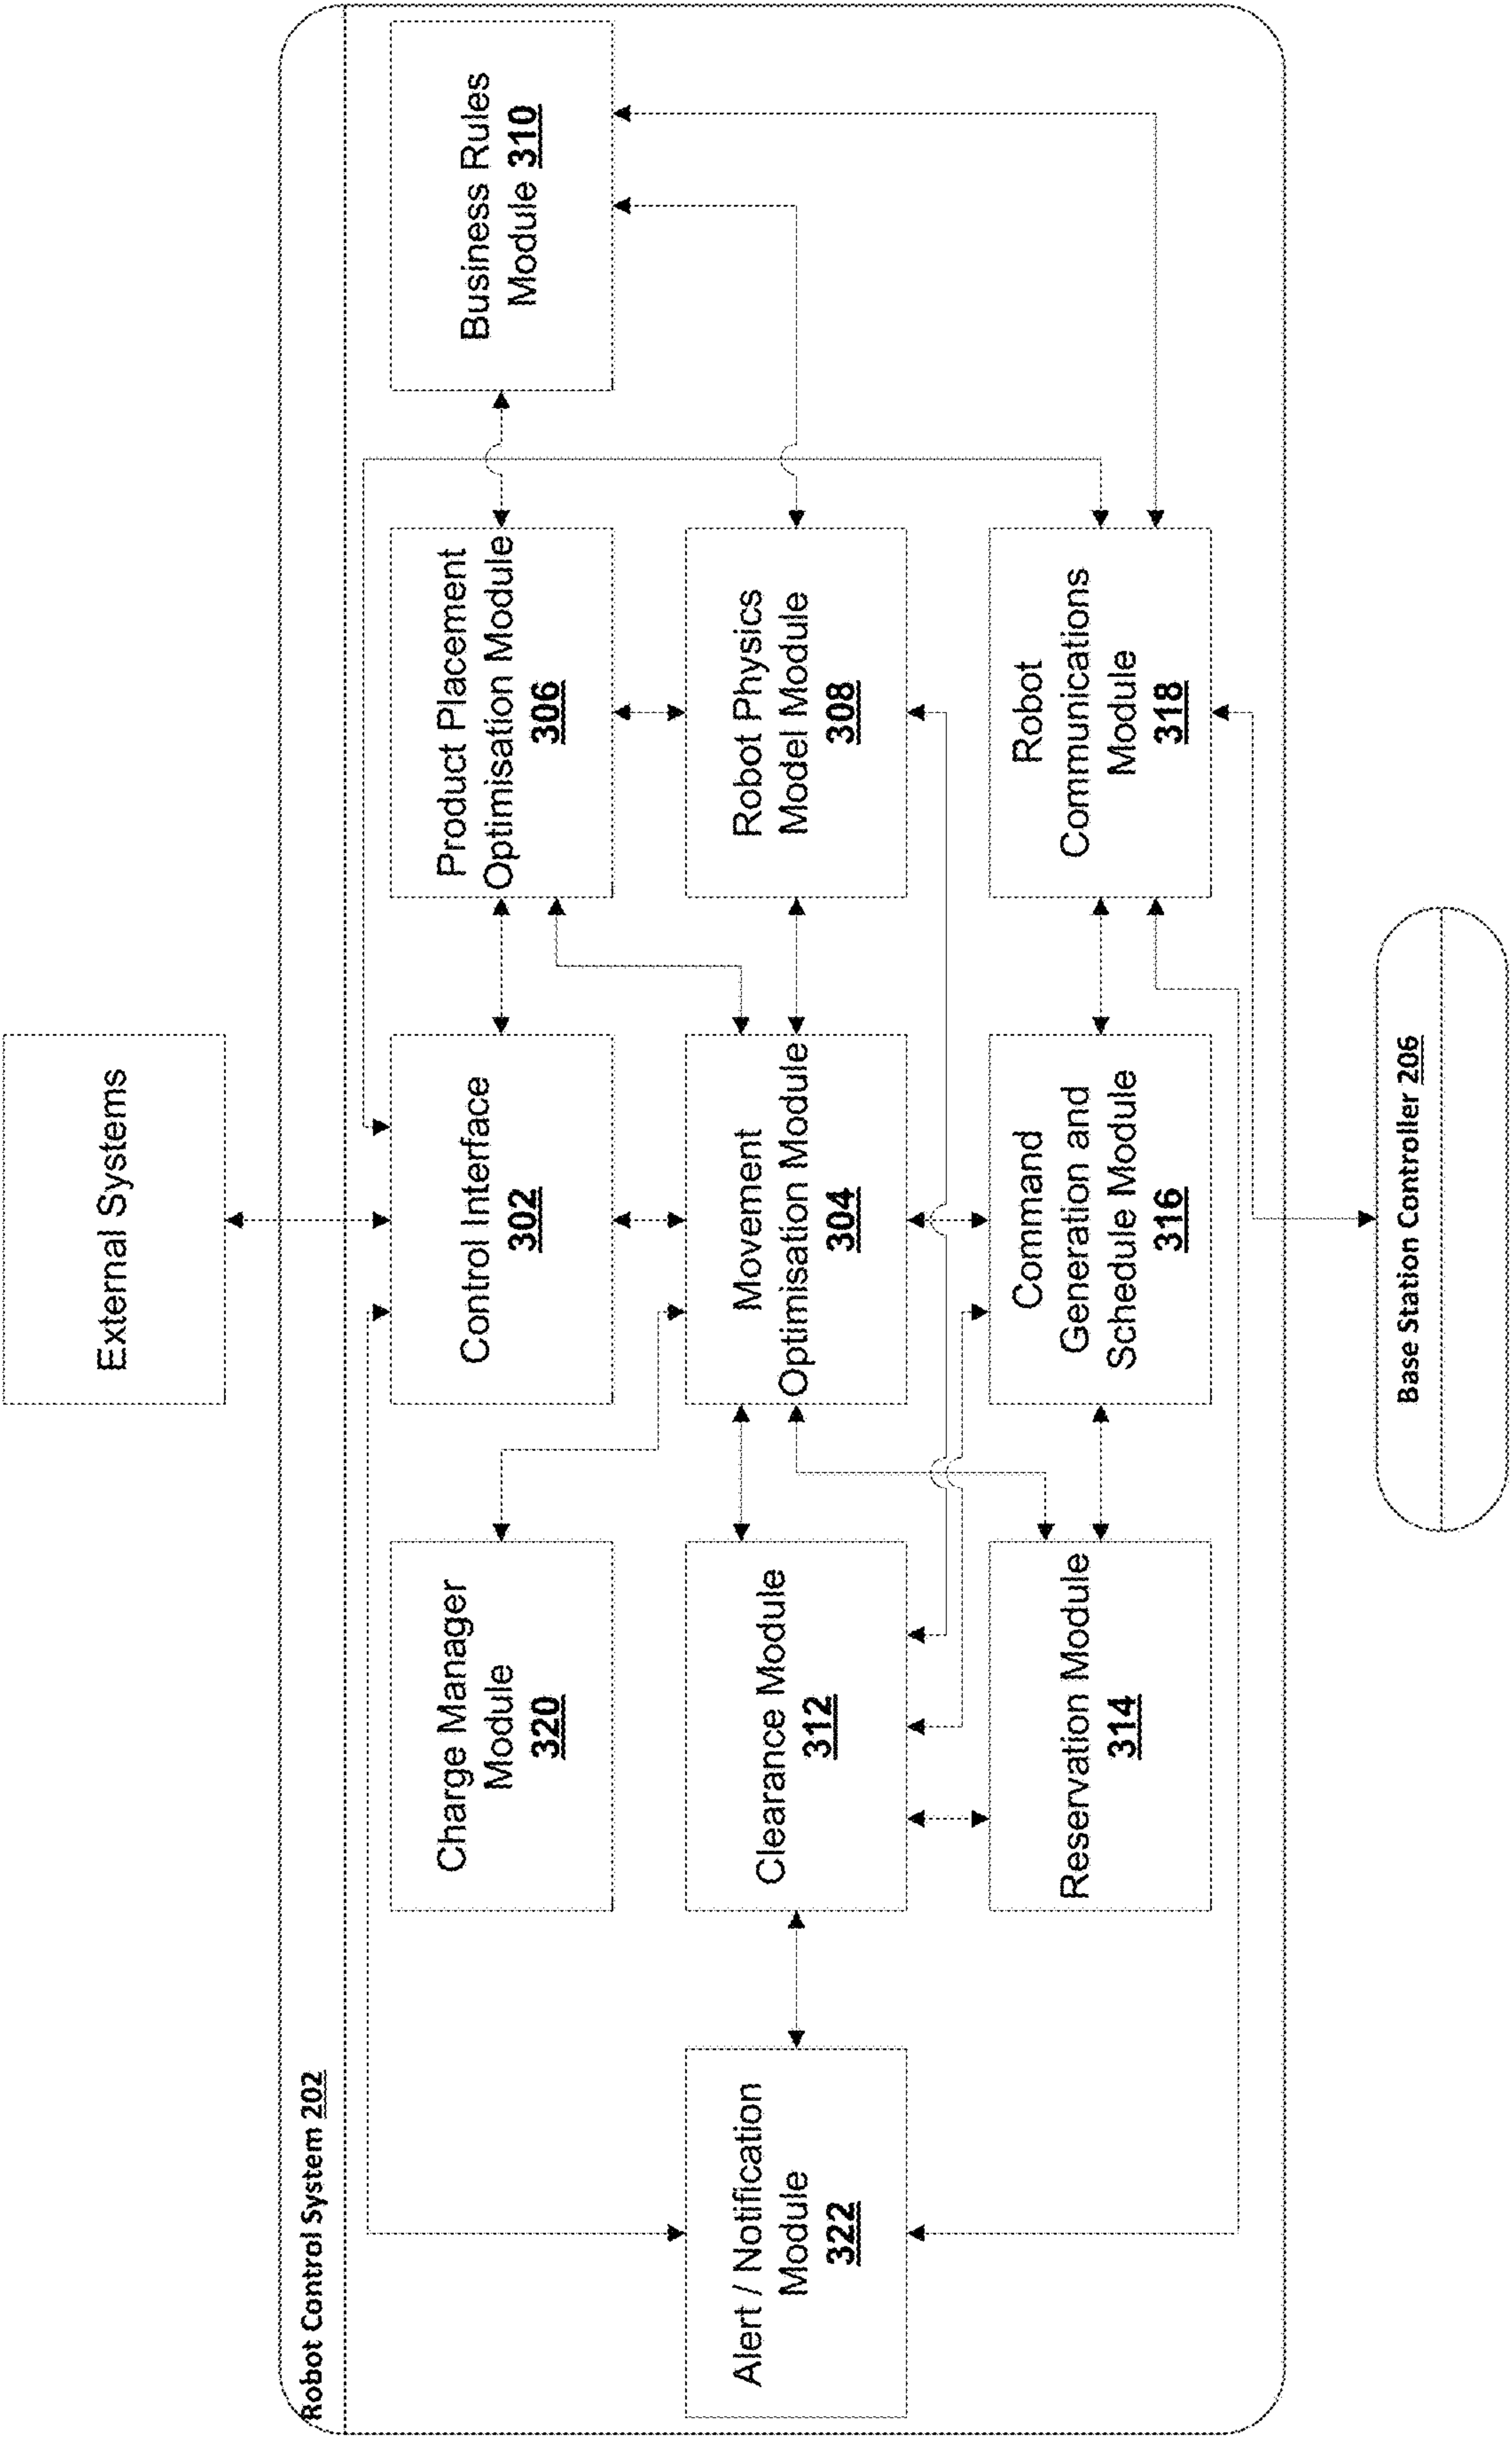 External Systems
Robot Control System 202
Charge Manager
Module
320
Control Interface
302
Product Placement
Optimisation Module
306
Business Rules
Module 310
Alert / Notification
Module
322
Clearance Module
312
Movement
Optimisation Module
304
Robot Physics
Model Module
308
Reservation Module
314
Command
Generation and
Schedule Module
316
Robot
Communications
Module
318
Base Station Controller 206